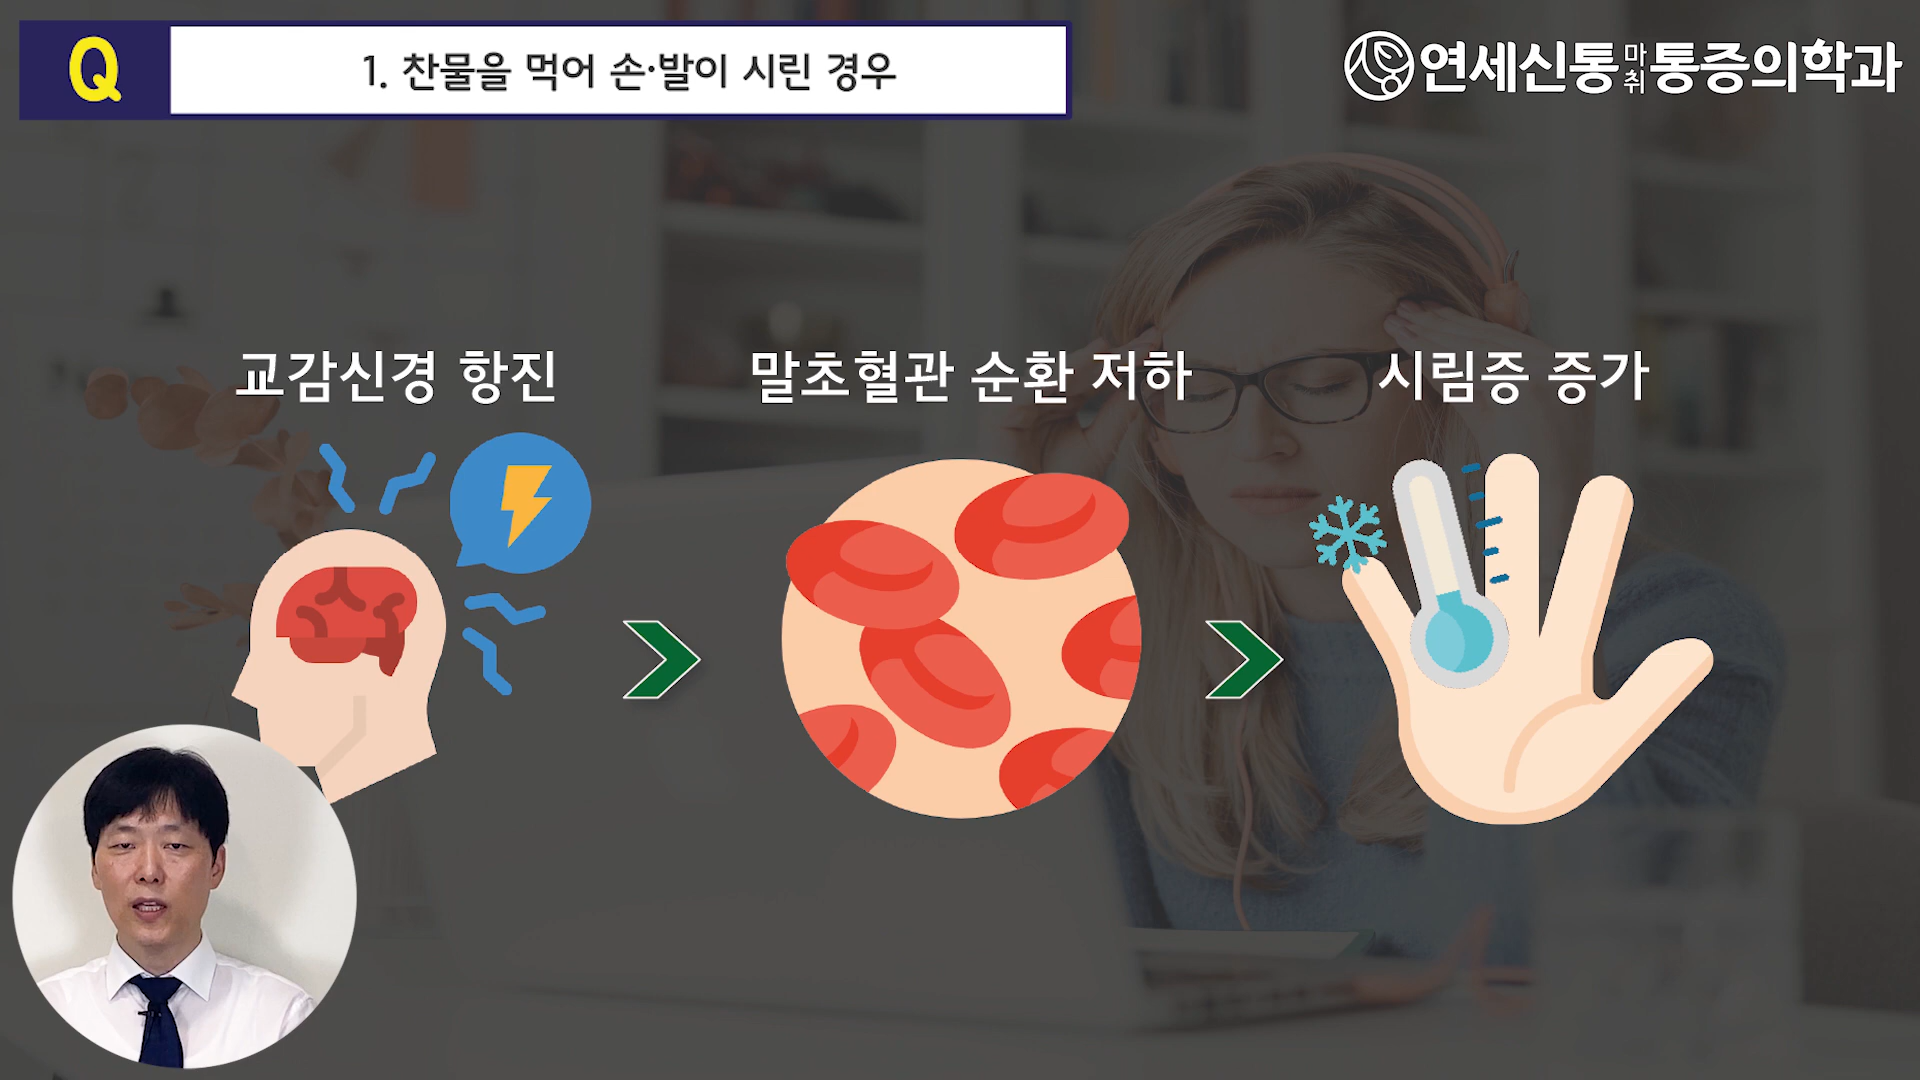 Q
1. 찬물을 먹어 손·발이 시린 경우
연세신통마취통증의학과
교감신경 항진
말초혈관 순환 저하
시림증 증가